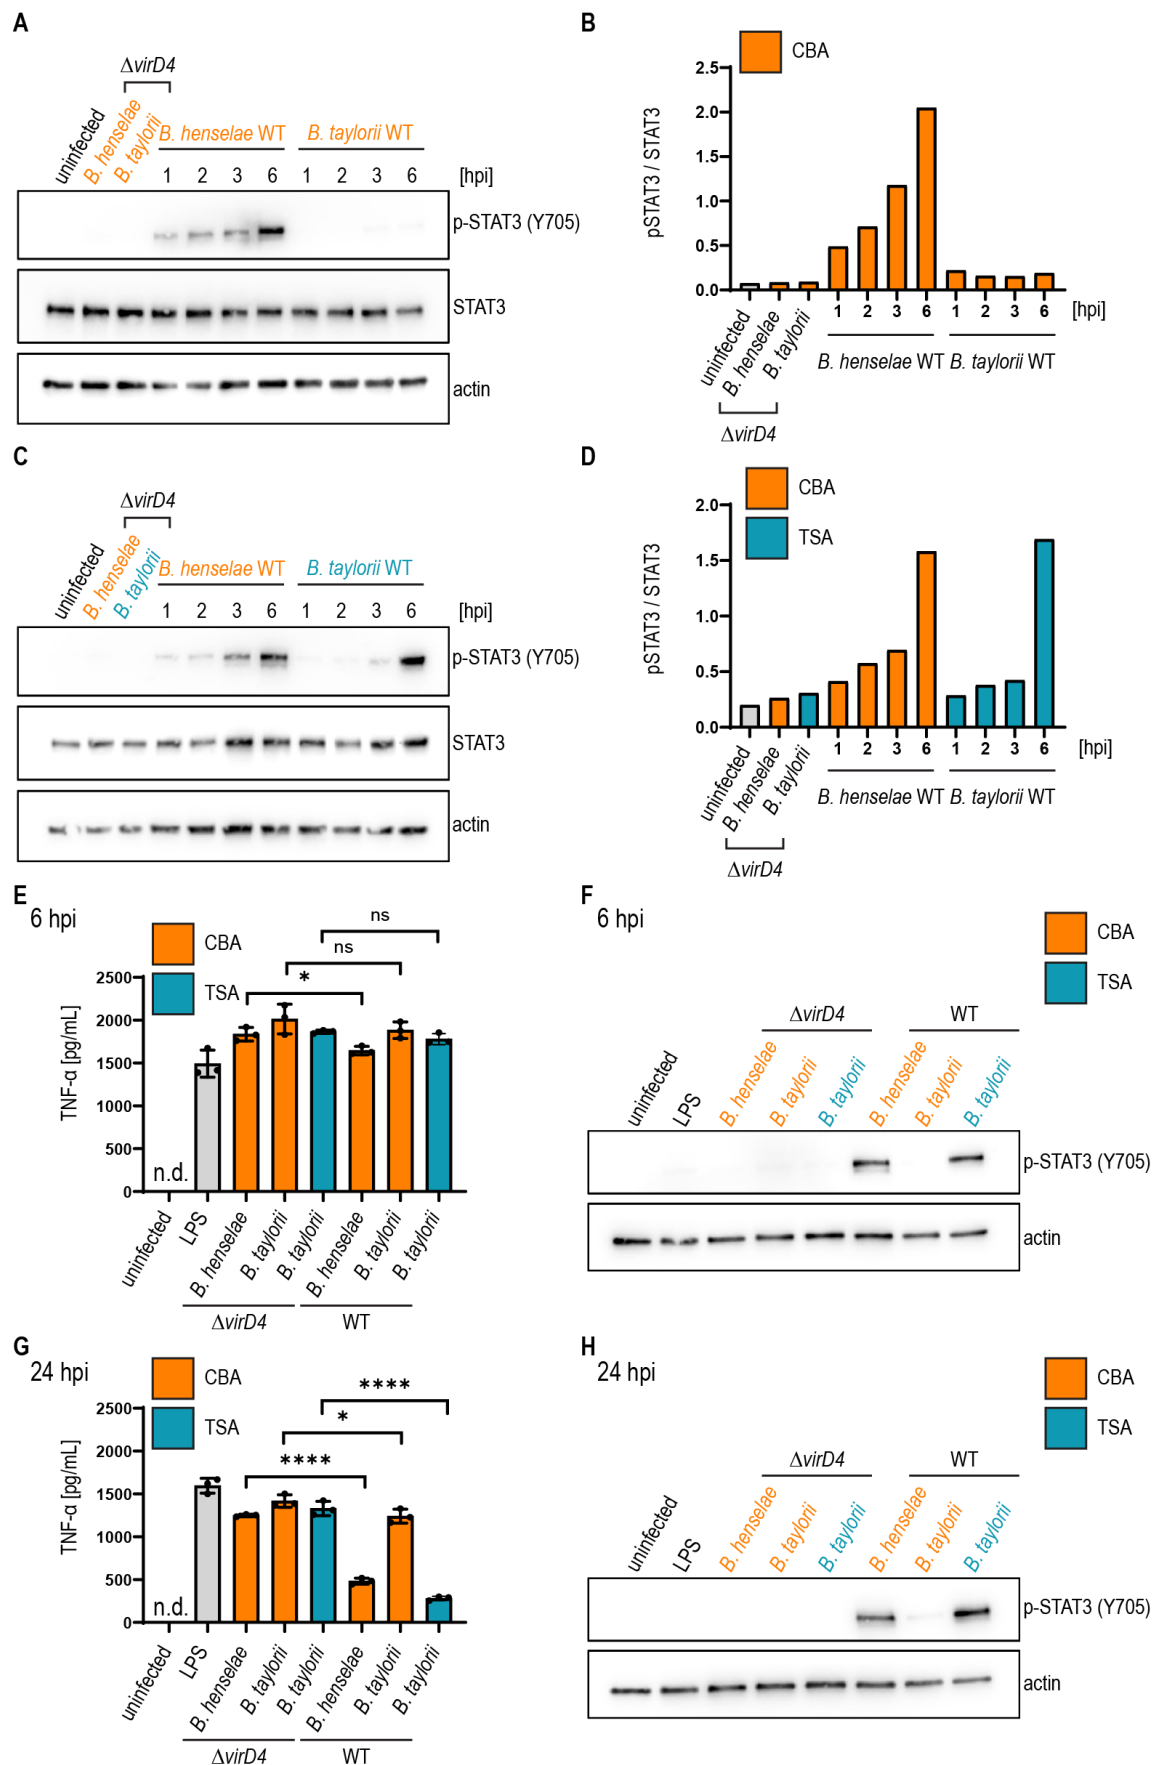 A
ΔvirD4
uninfected
B. henselae
B. taylorii
B. henselae WT
B. taylorii WT
1 2 3 6 1 2 3 6 [hpi]
p-STAT3 (Y705)
STAT3
actin
B
CBA
pSTAT3 / STAT3
2.5
2.0
1.5
1.0
0.5
0.0
1 2 3 6 1 2 3 6 [hpi]
uninfected
B. henselae
B. taylorii
B. henselae WT B. taylorii WT
ΔvirD4
C
ΔvirD4
uninfected
B. henselae
B. taylorii
B. henselae WT
B. taylorii WT
1 2 3 6 1 2 3 6 [hpi]
p-STAT3 (Y705)
STAT3
actin
D
CBA
TSA
pSTAT3 / STAT3
2.0
1.5
1.0
0.5
0.0
1 2 3 6 1 2 3 6 [hpi]
uninfected
B. henselae
B. taylorii
B. henselae WT B. taylorii WT
ΔvirD4
E
6 hpi
CBA
TSA
ns
ns
*
TNF-α [pg/mL]
2500
2000
1500
1000
500
0
n.d.
uninfected
LPS
B. henselae
B. taylorii
B. taylorii
B. henselae
B. taylorii
B. taylorii
ΔvirD4 WT
F
6 hpi
CBA
TSA
ΔvirD4 WT
uninfected
LPS
B. henselae
B. taylorii
B. taylorii
B. henselae
B. taylorii
B. taylorii
p-STAT3 (Y705)
actin
G
24 hpi
CBA
TSA
****
*
****
TNF-α [pg/mL]
2500
2000
1500
1000
500
0
n.d.
uninfected
LPS
B. henselae
B. taylorii
B. taylorii
B. henselae
B. taylorii
B. taylorii
ΔvirD4 WT
H
24 hpi
CBA
TSA
ΔvirD4 WT
uninfected
LPS
B. henselae
B. taylorii
B. taylorii
B. henselae
B. taylorii
B. taylorii
p-STAT3 (Y705)
actin